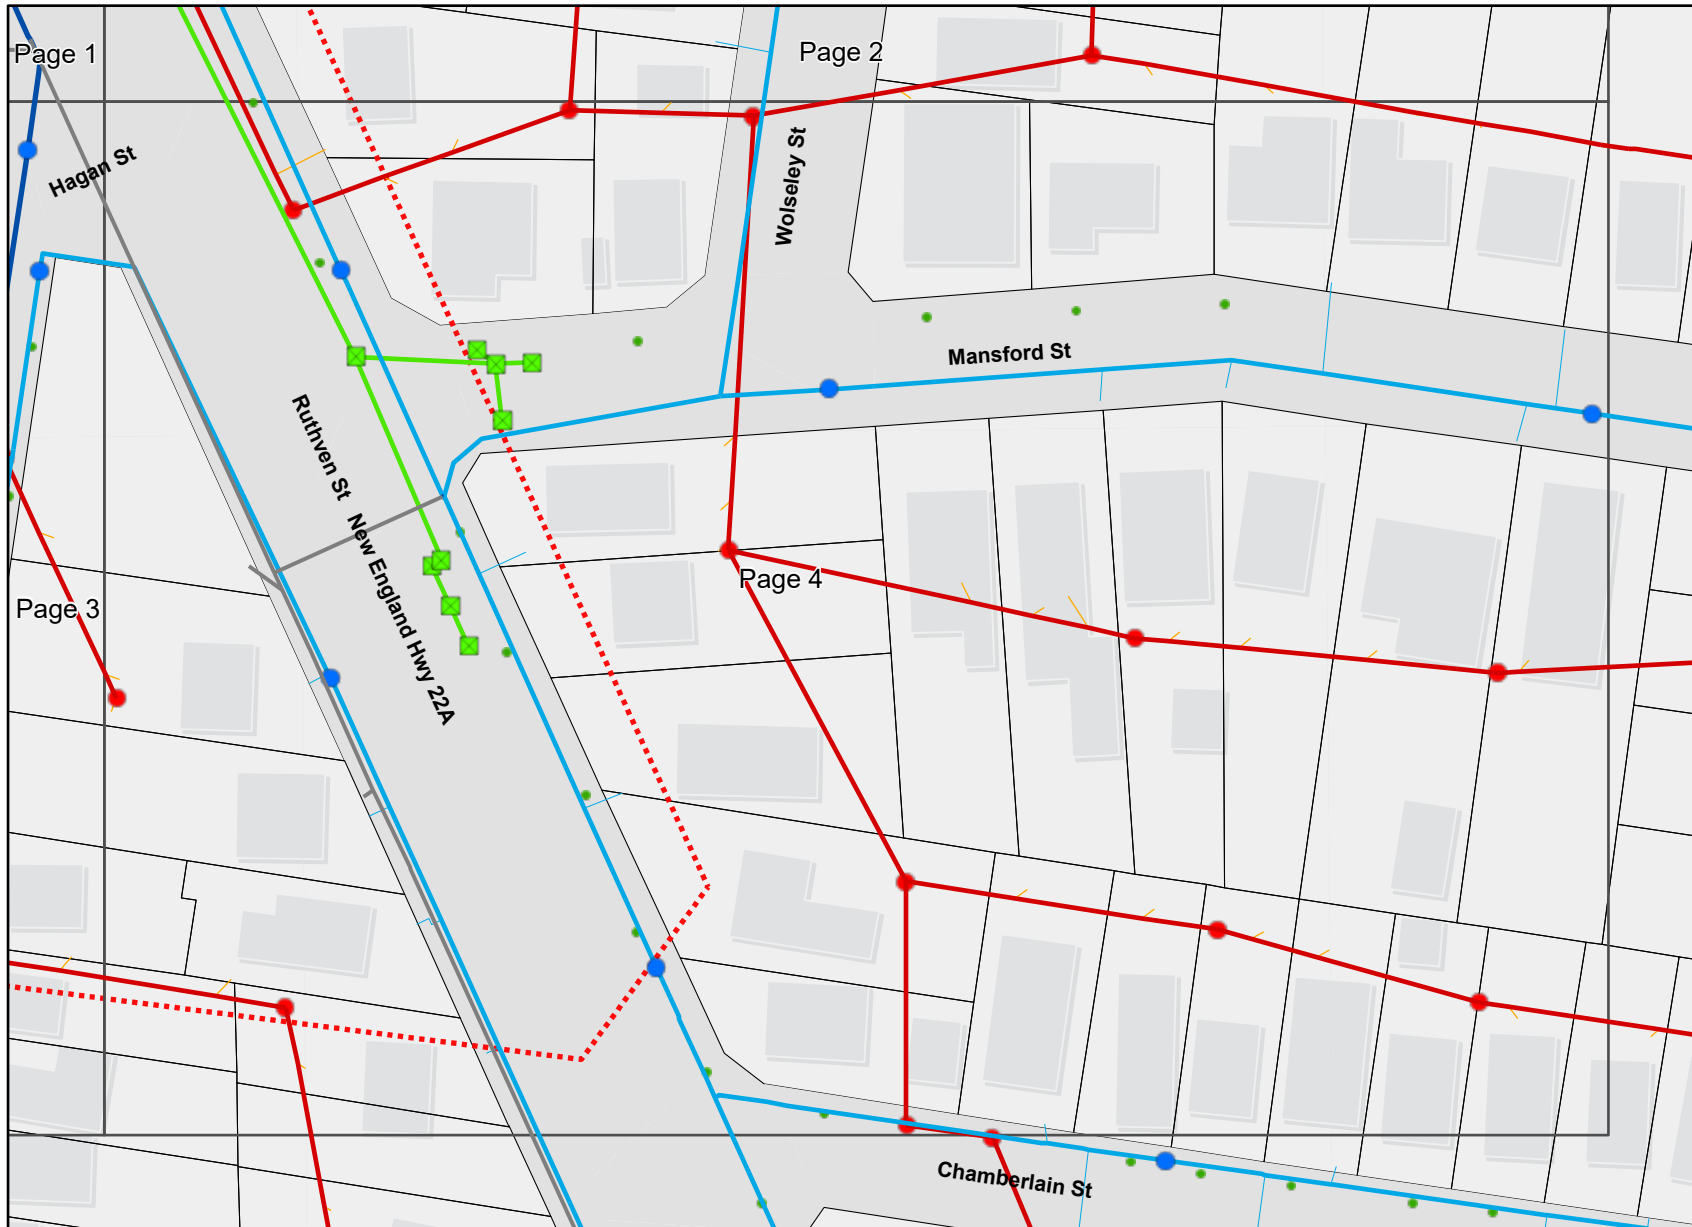 Page 1
Page 2
Hagan St
Wolseley St
Mansford St
Ruthven St
New England Hwy 22A
Page 4
Page 3
Chamberlain St